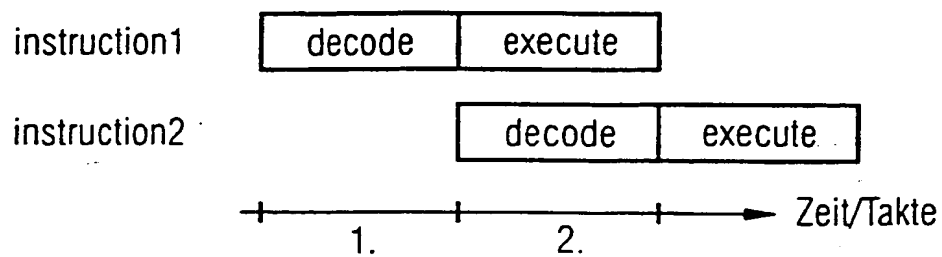 instruction1 decode execute
instruction2 decode execute
Zeit/Takte
1. 2.